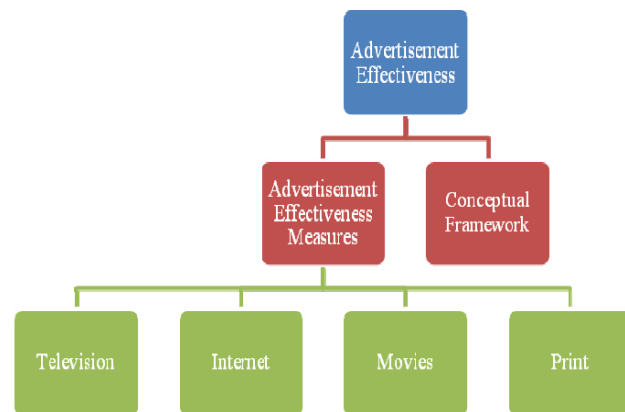 Advertisement
Effectiveness
Advertisement
Effectiveness
Measures
Conceptual
Framework
Television
Internet
Movies
Print